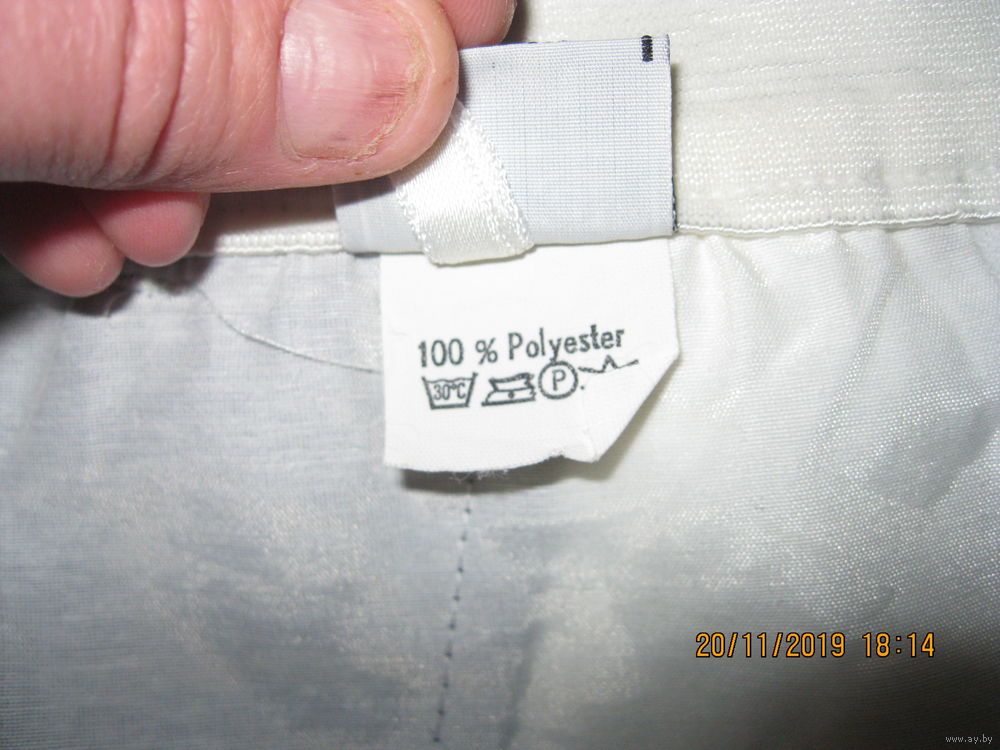 100 % Polyester
30°C P
20/11/2019 18:14
www.ay.by